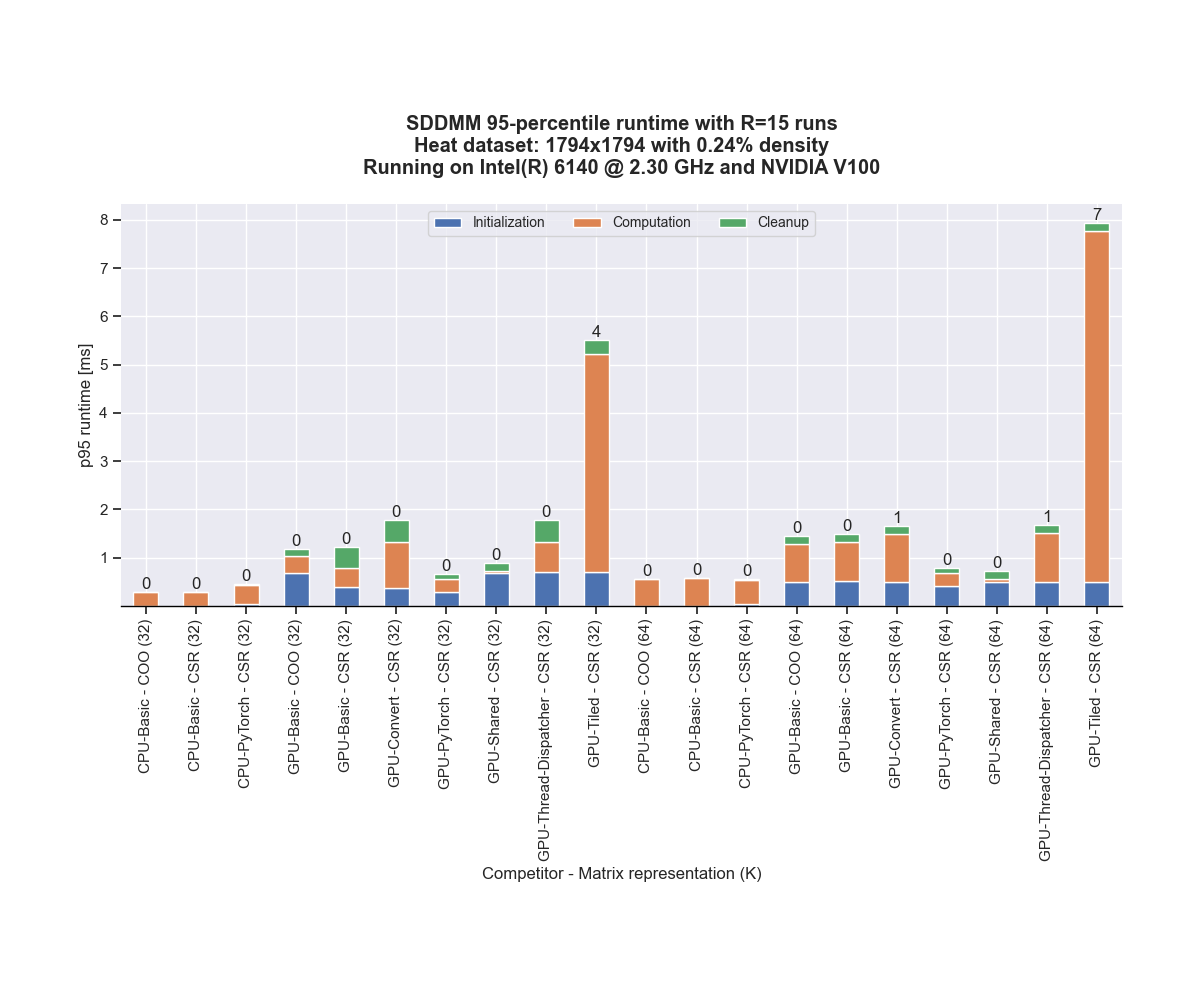 SDDMM 95-percentile runtime with R=15 runs
Heat dataset: 1794x1794 with 0.24% density
Running on Intel(R) 6140 @ 2.30 GHz and NVIDIA V100
Initialization Computation Cleanup
p95 runtime [ms]
8
7
6
5
4
3
2
1
0
0
0
0
0
0
0
0
0
4
0
0
0
0
0
1
0
0
1
7
CPU-Basic - COO (32)
CPU-Basic - CSR (32)
CPU-PyTorch - CSR (32)
GPU-Basic - COO (32)
GPU-Basic - CSR (32)
GPU-Convert - CSR (32)
GPU-PyTorch - CSR (32)
GPU-Shared - CSR (32)
GPU-Thread-Dispatcher - CSR (32)
GPU-Tiled - CSR (32)
CPU-Basic - COO (64)
CPU-Basic - CSR (64)
CPU-PyTorch - CSR (64)
GPU-Basic - COO (64)
GPU-Basic - CSR (64)
GPU-Convert - CSR (64)
GPU-PyTorch - CSR (64)
GPU-Shared - CSR (64)
GPU-Thread-Dispatcher - CSR (64)
GPU-Tiled - CSR (64)
Competitor - Matrix representation (K)